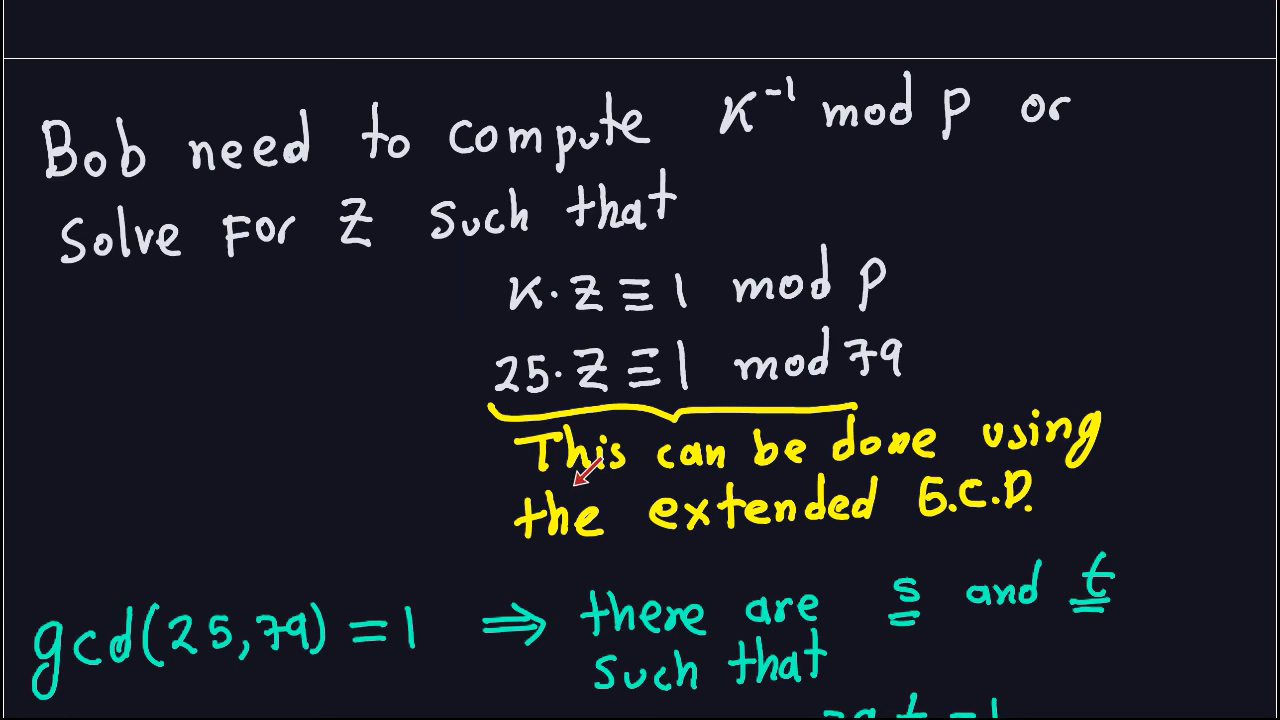 Bob need to compute K⁻¹ mod p or
Solve For Z such that
K·Z ≡ 1 mod p
25·Z ≡ 1 mod 79
This can be done using
the extended G.C.D.
gcd(25,79) = 1 ⇒ there are s and t
such that